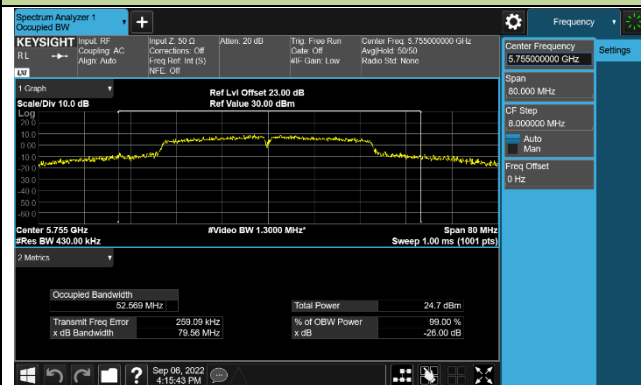 Spectrum Analyzer 1
Occupied BW
Frequency
KEYSIGHT
RL
LXI
Input: RF
Coupling: AC
Align: Auto
Input Z: 50 Ω
Corrections: Off
Freq Ref: Int (S)
NFE: Off
Atten: 20 dB
Trig: Free Run
Gate: Off
#IF Gain: Low
Center Freq: 5.755000000 GHz
Avg|Hold: 50/50
Radio Std: None
Center Frequency
5.755000000 GHz
Settings
Span
80.000 MHz
CF Step
8.000000 MHz
Auto
Man
Freq Offset
0 Hz
1 Graph
Scale/Div 10.0 dB
Ref Lvl Offset 23.00 dB
Ref Value 30.00 dBm
Log
20.0
10.0
0.00
-10.0
-20.0
-30.0
-40.0
-50.0
-60.0
Center 5.755 GHz
#Res BW 430.00 kHz
#Video BW 1.3000 MHz*
Span 80 MHz
Sweep 1.00 ms (1001 pts)
2 Metrics
Occupied Bandwidth
52.569 MHz
Total Power
24.7 dBm
Transmit Freq Error
259.09 kHz
% of OBW Power
99.00 %
x dB Bandwidth
79.56 MHz
x dB
-26.00 dB
?
Sep 06, 2022
4:15:43 PM